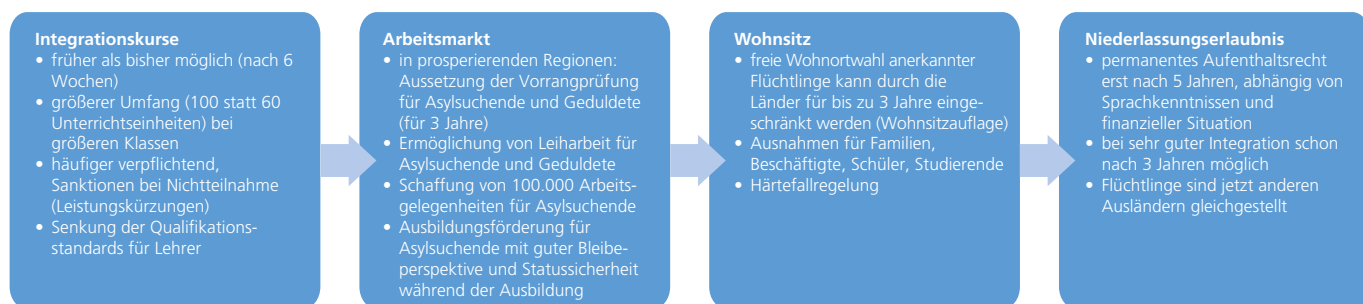 Integrationskurse
• früher als bisher möglich (nach 6
Wochen)
• größerer Umfang (100 statt 60
Unterrichtseinheiten) bei
größeren Klassen
• häufiger verpflichtend,
Sanktionen bei Nichtteilnahme
(Leistungskürzungen)
• Senkung der Qualifikations-
standards für Lehrer
Arbeitsmarkt
• in prosperierenden Regionen:
Aussetzung der Vorrangprüfung
für Asylsuchende und Geduldete
(für 3 Jahre)
• Ermöglichung von Leiharbeit für
Asylsuchende und Geduldete
• Schaffung von 100.000 Arbeits-
gelegenheiten für Asylsuchende
• Ausbildungsförderung für
Asylsuchende mit guter Bleibe-
perspektive und Statussicherheit
während der Ausbildung
Wohnsitz
• freie Wohnortwahl anerkannter
Flüchtlinge kann durch die
Länder für bis zu 3 Jahre einge-
schränkt werden (Wohnsitzauflage)
• Ausnahmen für Familien,
Beschäftigte, Schüler, Studierende
• Härtefallregelung
Niederlassungserlaubnis
• permanentes Aufenthaltsrecht
erst nach 5 Jahren, abhängig von
Sprachkenntnissen und
finanzieller Situation
• bei sehr guter Integration schon
nach 3 Jahren möglich
• Flüchtlinge sind jetzt anderen
Ausländern gleichgestellt